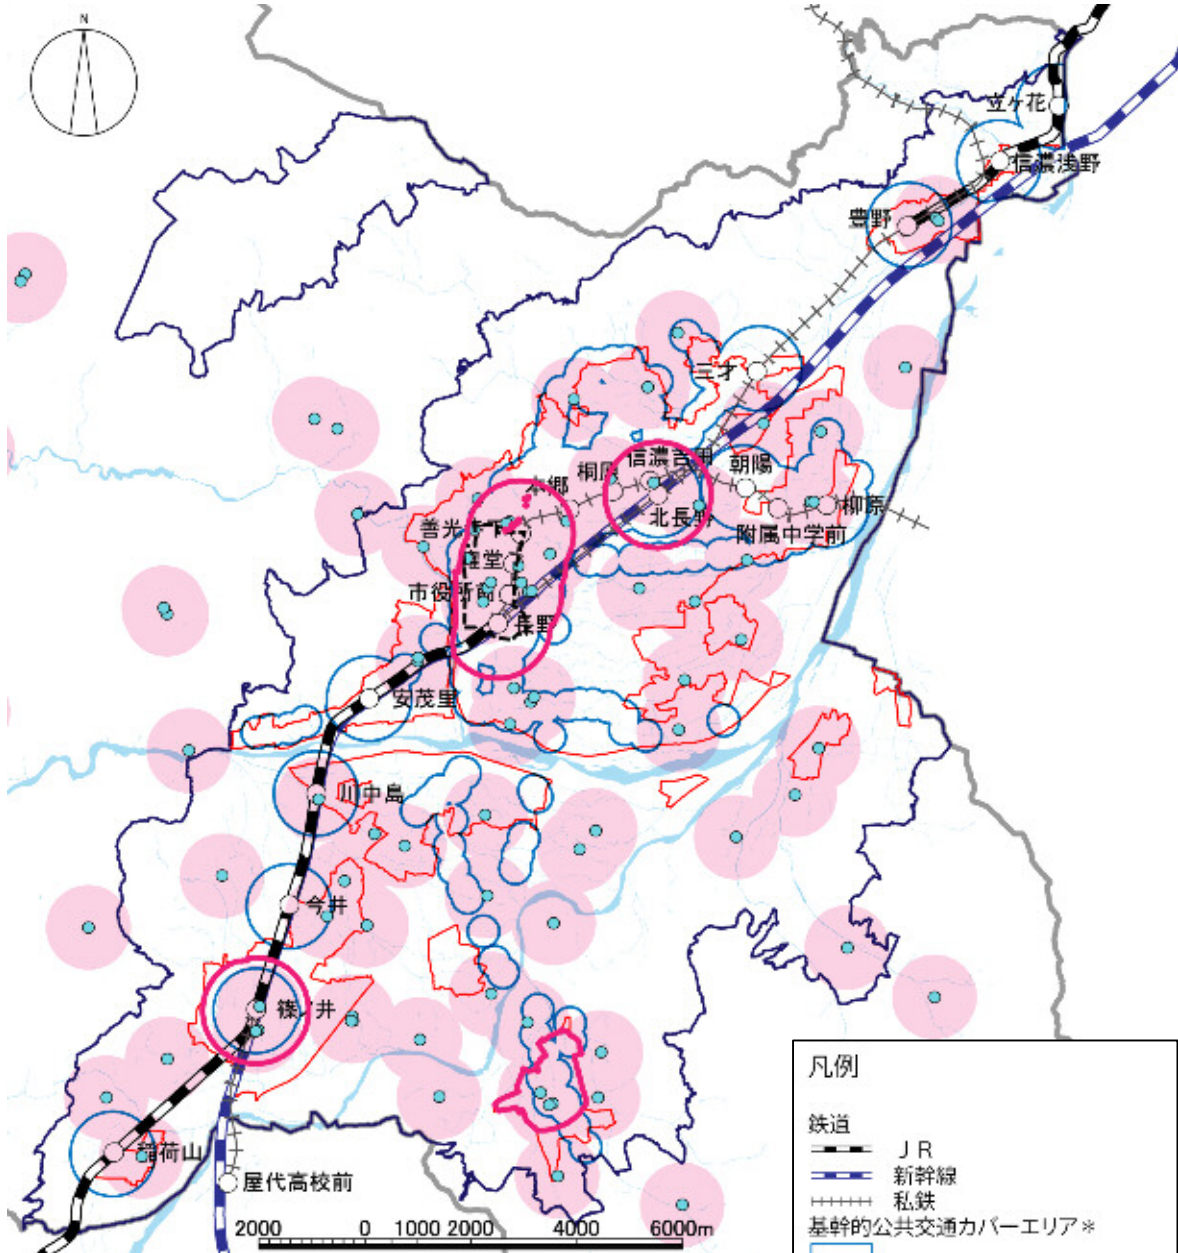 N
立ヶ花
信濃浅野
豊野
三才
信濃吉田
桐原
朝陽
本郷
北長野
柳原
附属中学前
善光寺下
権堂
市役所前
長野
安茂里
川中島
今井
篠ノ井
稲荷山
屋代高校前
2000 0 1000 2000 4000 6000m
凡例
鉄道
ＪＲ
新幹線
私鉄
基幹的公共交通カバーエリア＊